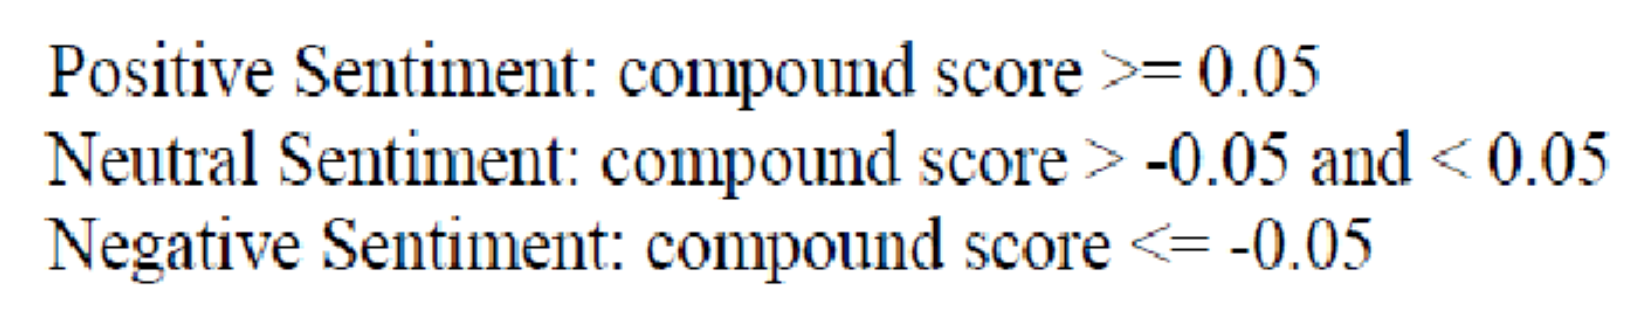 Positive Sentiment: compound score >= 0.05
Neutral Sentiment: compound score > -0.05 and < 0.05
Negative Sentiment: compound score <= -0.05